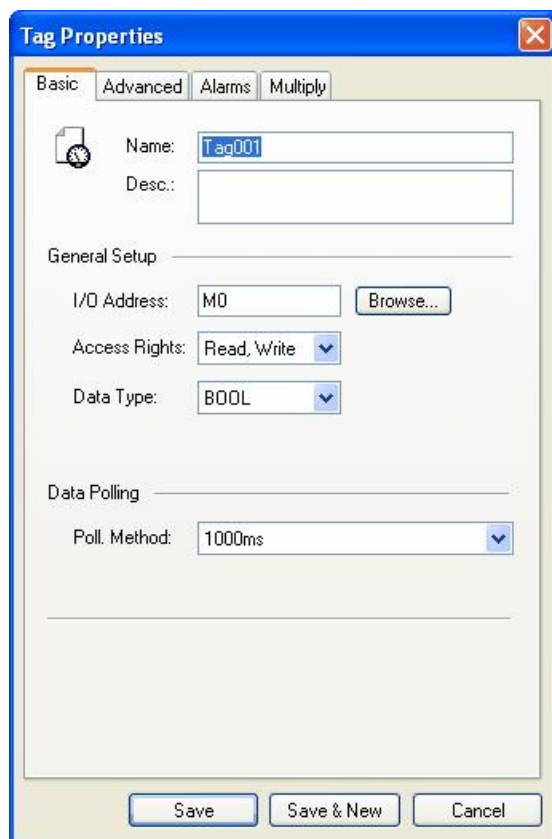 Tag Properties
Basic Advanced Alarms Multiply
Name: Tag001
Desc.:
General Setup
I/O Address: M0 Browse...
Access Rights: Read, Write
Data Type: BOOL
Data Polling
Poll. Method: 1000ms
Save Save & New Cancel